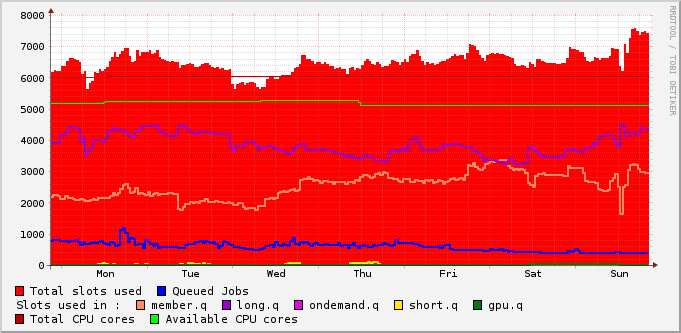 8000
7000
6000
5000
4000
3000
2000
1000
0
Mon Tue Wed Thu Fri Sat Sun
RRDTOOL / TOBI OETIKER
Total slots used Queued Jobs
Slots used in : member.q long.q ondemand.q short.q gpu.q
Total CPU cores Available CPU cores